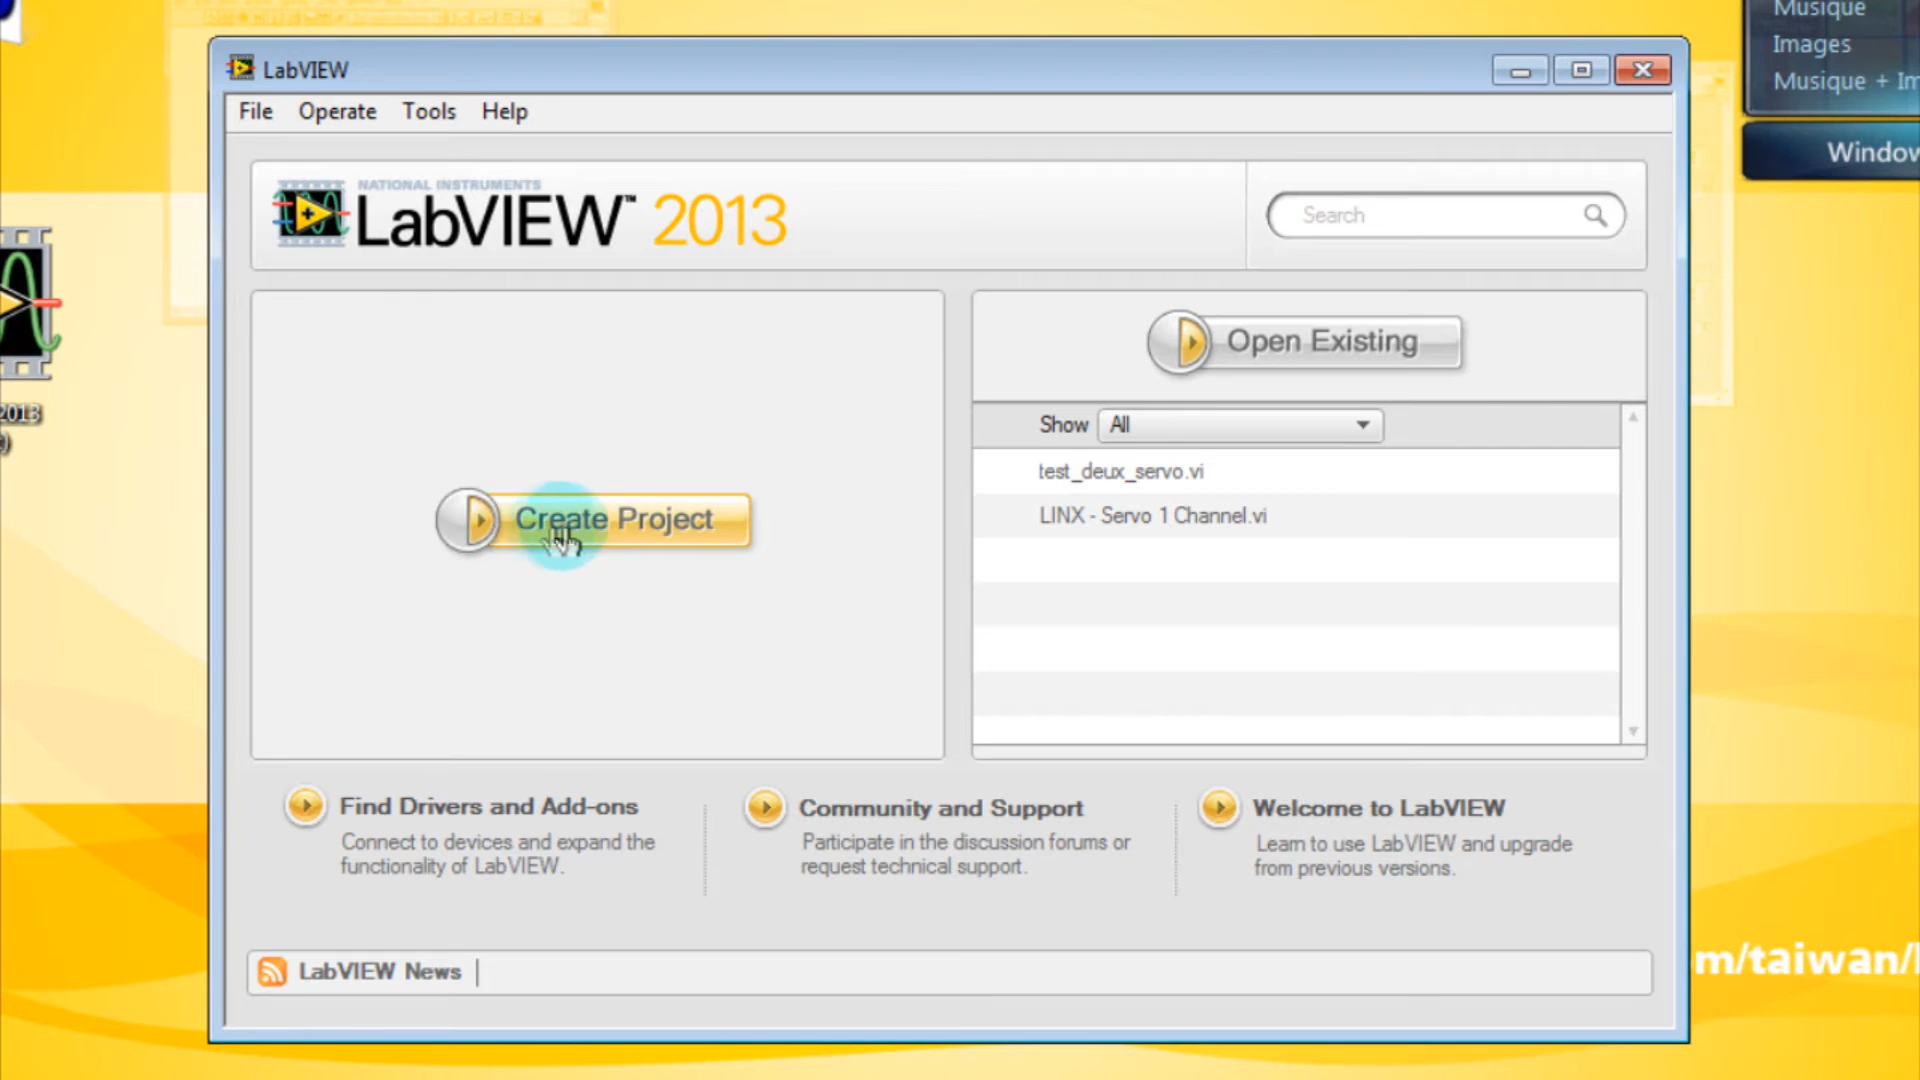 Musique
Images
Musique + Im
Window
LabVIEW
File Operate Tools Help
NATIONAL INSTRUMENTS
LabVIEW™ 2013
Search
Open Existing
Show All
test_deux_servo.vi
LINX - Servo 1 Channel.vi
Create Project
2013
Find Drivers and Add-ons
Connect to devices and expand the
functionality of LabVIEW.
Community and Support
Participate in the discussion forums or
request technical support.
Welcome to LabVIEW
Learn to use LabVIEW and upgrade
from previous versions.
LabVIEW News
m/taiwan/